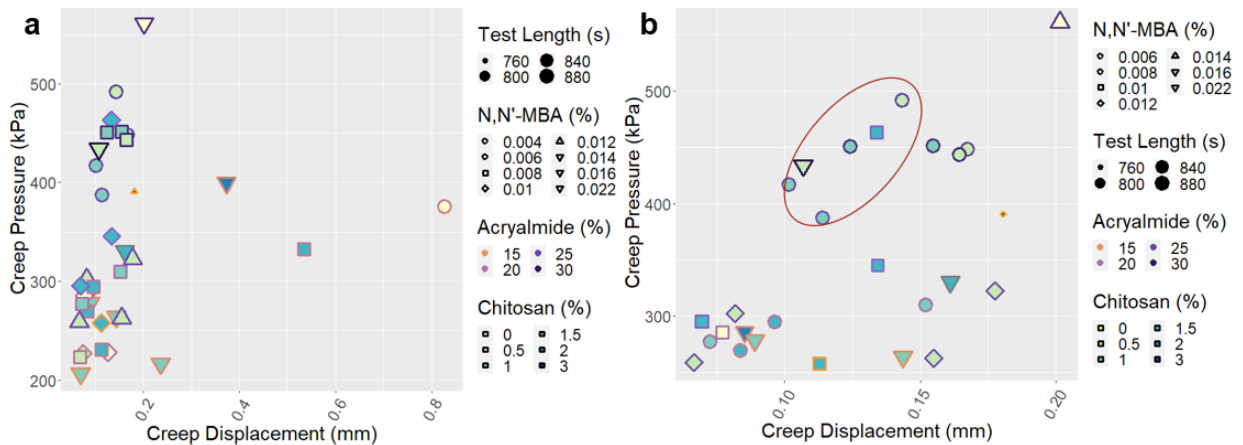 a
Creep Pressure (kPa)
500
400
300
200
0.2
0.4
0.6
0.8
Creep Displacement (mm)
Test Length (s)
760 840
800 880
N,N'-MBA (%)
0.004 0.012
0.006 0.014
0.01 0.016
0.008 0.022
Acryalmide (%)
15 25
20 30
Chitosan (%)
0 1.5
0.5 2
1 3
b
Creep Pressure (kPa)
500
400
300
0.10
0.15
0.20
Creep Displacement (mm)
N,N'-MBA (%)
0.006 0.014
0.008 0.016
0.01 0.022
0.012
Test Length (s)
760 840
800 880
Acryalmide (%)
15 25
20 30
Chitosan (%)
0 1.5
0.5 2
1 3